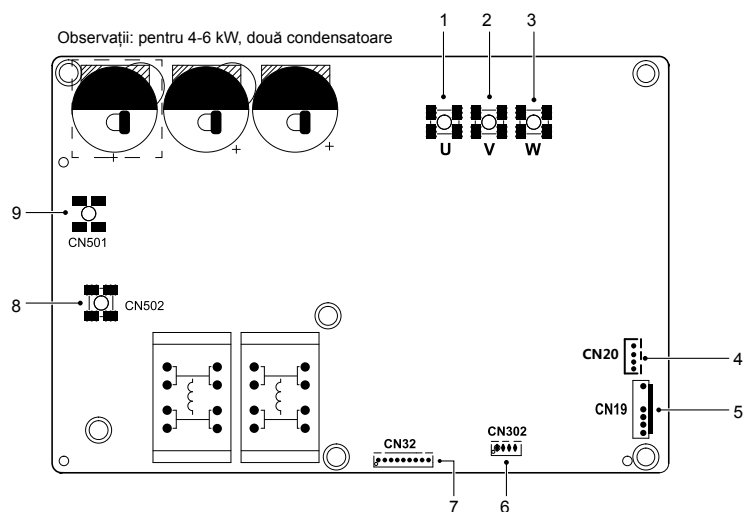 Observații: pentru 4-6 kW, două condensatoare
1
2
3
U
V
W
9
CN501
8
CN502
CN20
4
CN19
5
CN32
7
CN302
6